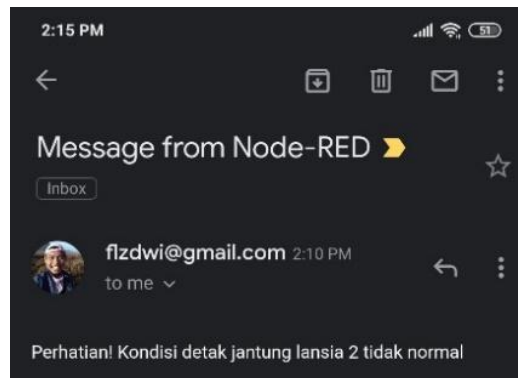 2:15 PM
51
Message from Node-RED
Inbox
flzdwi@gmail.com 2:10 PM
to me
Perhatian! Kondisi detak jantung lansia 2 tidak normal